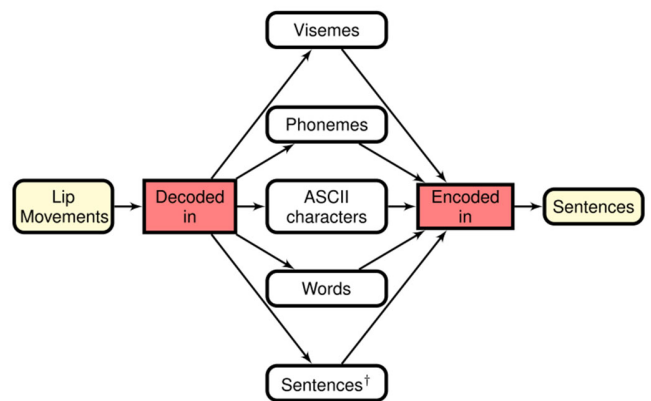 Visemes
Phonemes
Lip
Movements
Decoded
in
ASCII
characters
Encoded
in
Sentences
Words
Sentences†